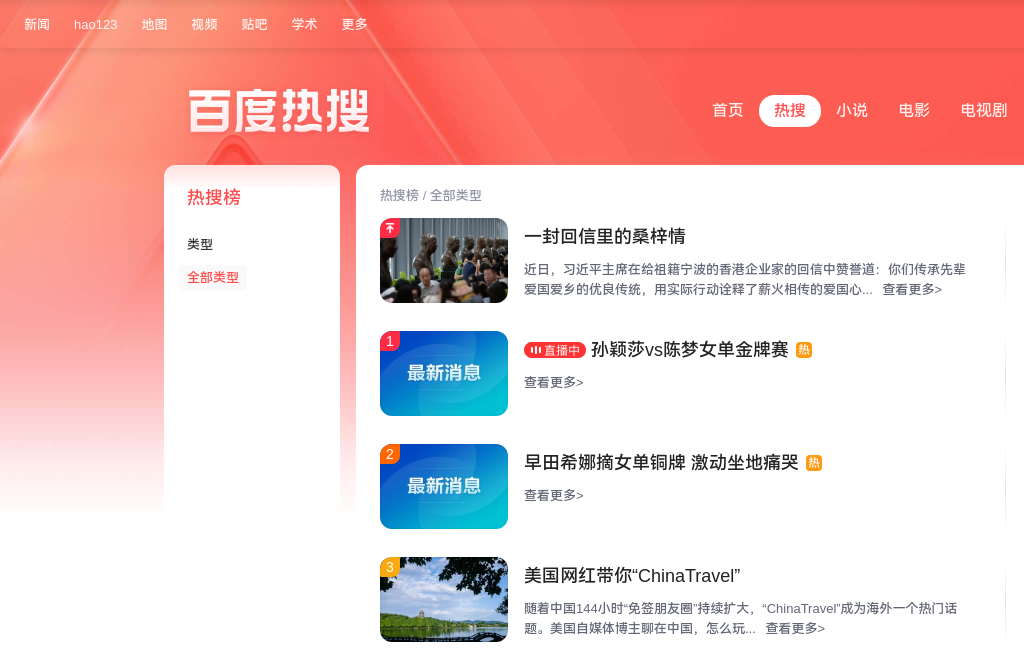 新闻 hao123 地图 视频 贴吧 学术 更多
百度热搜
首页 热搜 小说 电影 电视剧
热搜榜
类型
全部类型
热搜榜 / 全部类型
一封回信里的桑梓情
近日，习近平主席在给祖籍宁波的香港企业家的回信中赞誉道：你们传承先辈
爱国爱乡的优良传统，用实际行动诠释了薪火相传的爱国心... 查看更多>
1
最新消息
直播中 孙颖莎vs陈梦女单金牌赛 热
查看更多>
2
最新消息
早田希娜摘女单铜牌 激动坐地痛哭 热
查看更多>
3
美国网红带你“ChinaTravel”
随着中国144小时“免签朋友圈”持续扩大，“ChinaTravel”成为海外一个热门话
题。美国自媒体博主聊在中国，怎么玩... 查看更多>